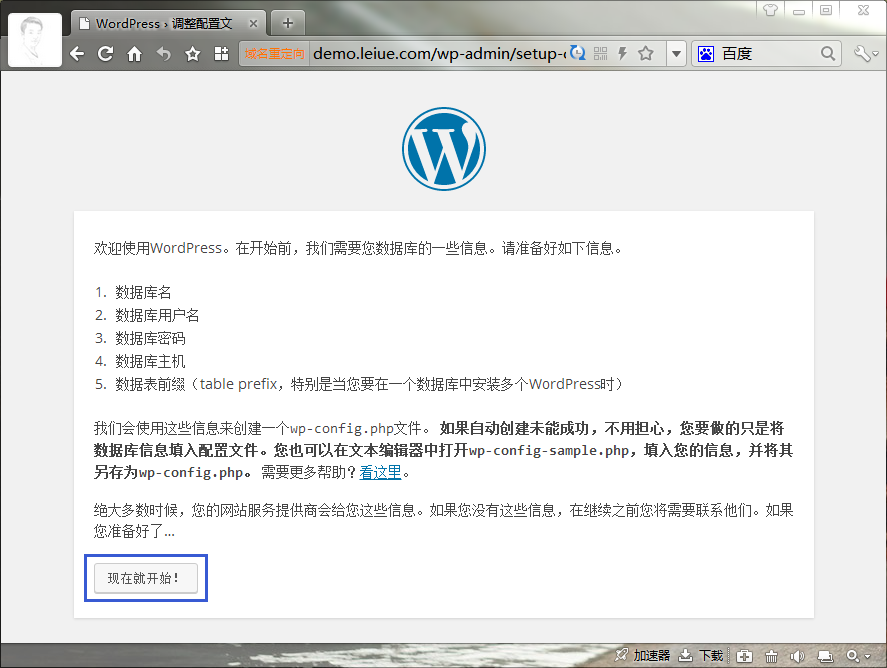 WordPress › 调整配置文
域名重定向 demo.leiue.com/wp-admin/setup-c 百度
欢迎使用WordPress。在开始前，我们需要您数据库的一些信息。请准备好如下信息。
1. 数据库名
2. 数据库用户名
3. 数据库密码
4. 数据库主机
5. 数据表前缀（table prefix，特别是当您要在一个数据库中安装多个WordPress时）
我们会使用这些信息来创建一个wp-config.php文件。 如果自动创建未能成功，不用担心，您要做的只是将
数据库信息填入配置文件。您也可以在文本编辑器中打开wp-config-sample.php，填入您的信息，并将其
另存为wp-config.php。 需要更多帮助？看这里。
绝大多数时候，您的网站服务提供商会给您这些信息。如果您没有这些信息，在继续之前您将需要联系他们。如果
您准备好了…
现在就开始！
加速器 下载